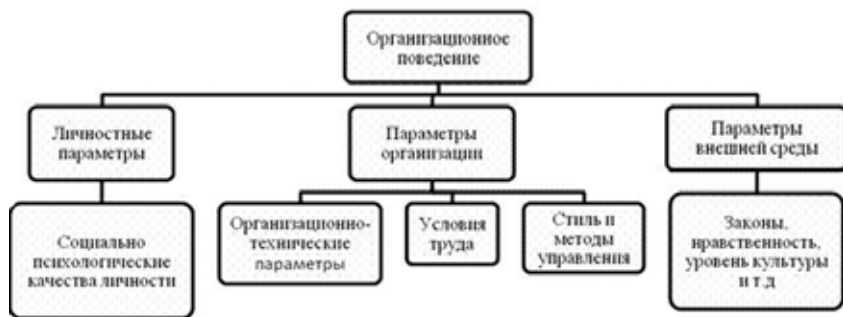 Организационное
поведение
Личностные
параметры
Параметры
организации
Параметры
внешней среды
Социально
психологические
качества личности
Организационно-
технические
параметры
Условия
труда
Стиль и
методы
управления
Законы,
нравственность,
уровень культуры
и т.д